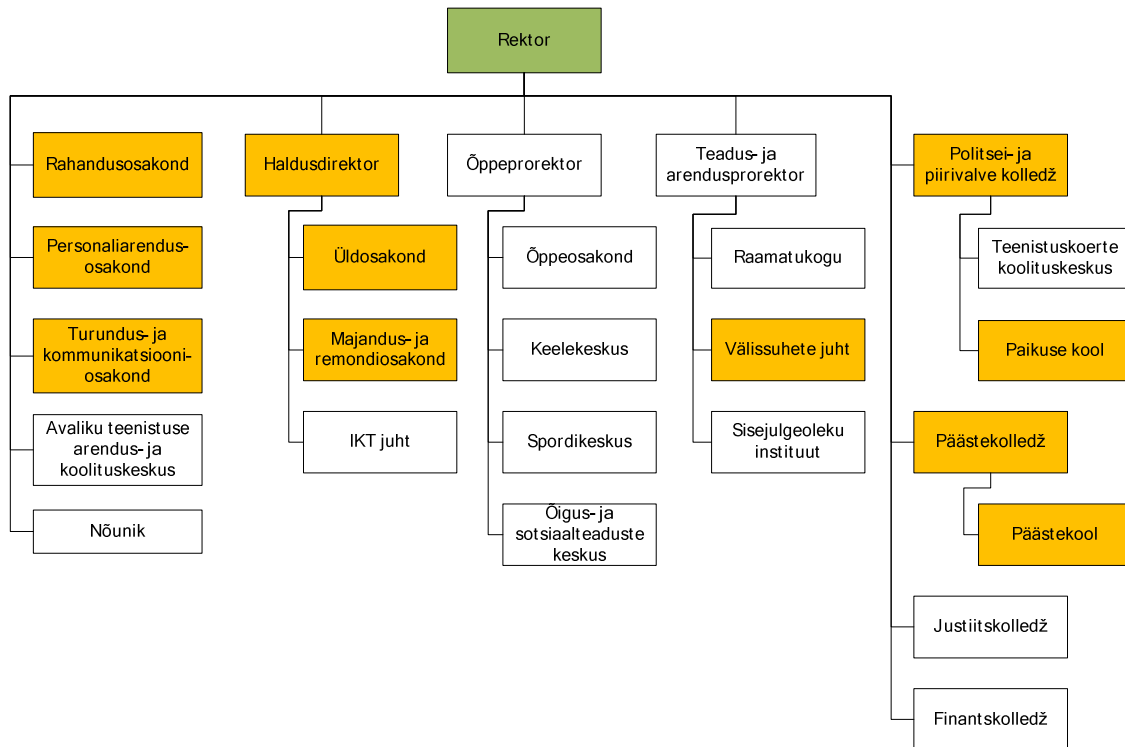 Rektor
Rahandusosakond
Personaliarendus-
osakond
Turundus- ja
kommunikatsiooni-
osakond
Avaliku teenistuse
arendus- ja
koolituskeskus
Nõunik
Haldusdirektor
Üldosakond
Majandus- ja
remondiosakond
IKT juht
Õppeprorektor
Õppeosakond
Keelekeskus
Spordikeskus
Õigus- ja
sotsiaalteaduste
keskus
Teadus- ja
arendusprorektor
Raamatukogu
Välissuhete juht
Sisejulgeoleku
instituut
Politsei- ja
piirivalve kolledž
Teenistuskoerte
koolituskeskus
Paikuse kool
Päästekolledž
Päästekool
Justiitskolledž
Finantskolledž